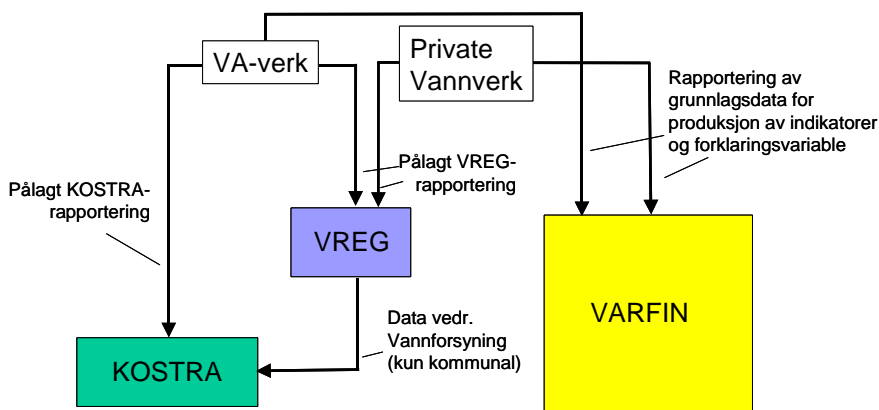 VA-verk
Private
Vannverk
Rapportering av
grunnlagsdata for
produksjon av indikatorer
og forklaringsvariable
Pålagt VREG-
rapportering
Pålagt KOSTRA-
rapportering
VREG
VARFIN
Data vedr.
Vannforsyning
(kun kommunal)
KOSTRA